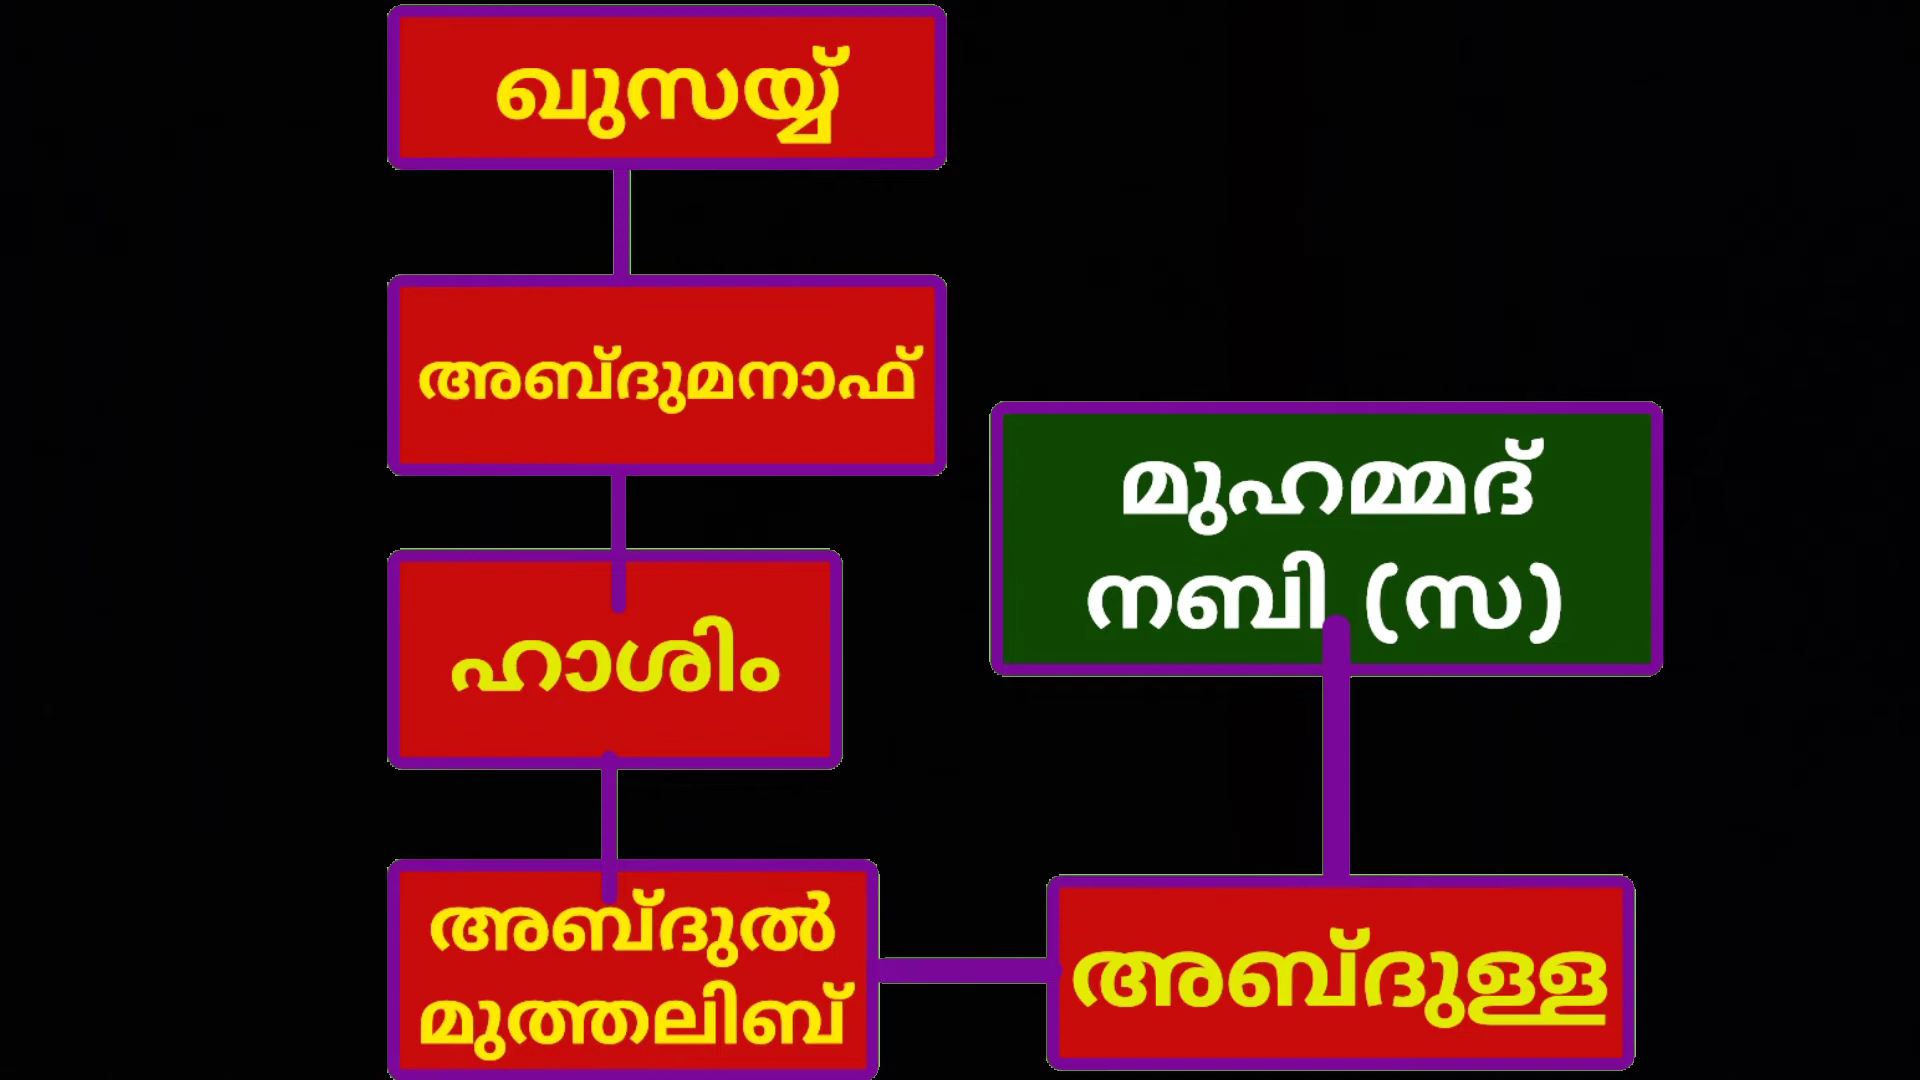 ഖുസയ്യ്
അബ്ദുമനാഫ്
ഹാശിം
അബ്ദുൽ
മുത്തലിബ്
അബ്ദുള്ള
മുഹമ്മദ്
നബി (സ)